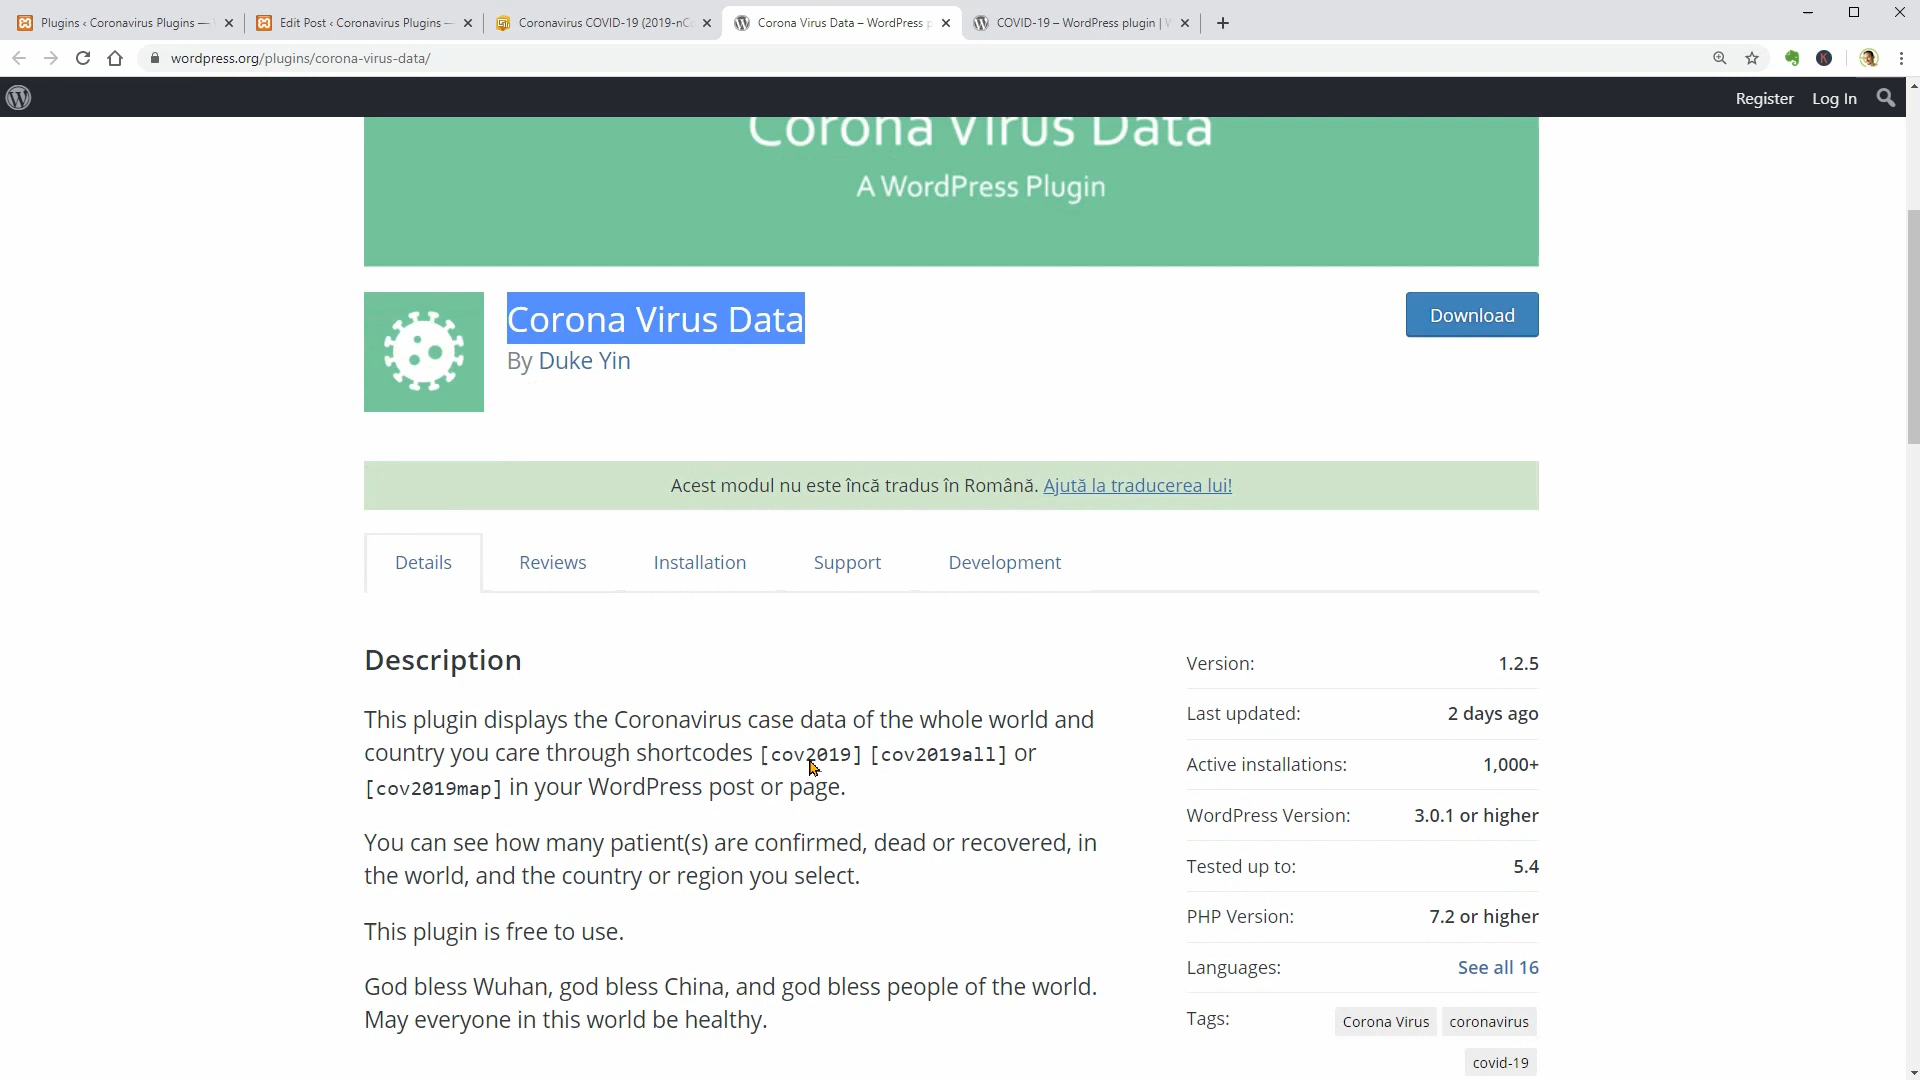 Plugins ‹ Coronavirus Plugins —
Edit Post ‹ Coronavirus Plugins —
Coronavirus COVID-19 (2019-nCo
Corona Virus Data – WordPress p
COVID-19 – WordPress plugin | W
wordpress.org/plugins/corona-virus-data/
Register
Log In
Corona Virus Data
A WordPress Plugin
Corona Virus Data
By Duke Yin
Download
Acest modul nu este încă tradus în Română. Ajută la traducerea lui!
Details
Reviews
Installation
Support
Development
Description
This plugin displays the Coronavirus case data of the whole world and
country you care through shortcodes [cov2019] [cov2019all] or
[cov2019map] in your WordPress post or page.
You can see how many patient(s) are confirmed, dead or recovered, in
the world, and the country or region you select.
This plugin is free to use.
God bless Wuhan, god bless China, and god bless people of the world.
May everyone in this world be healthy.
Version: 1.2.5
Last updated: 2 days ago
Active installations: 1,000+
WordPress Version: 3.0.1 or higher
Tested up to: 5.4
PHP Version: 7.2 or higher
Languages: See all 16
Tags: Corona Virus coronavirus
covid-19